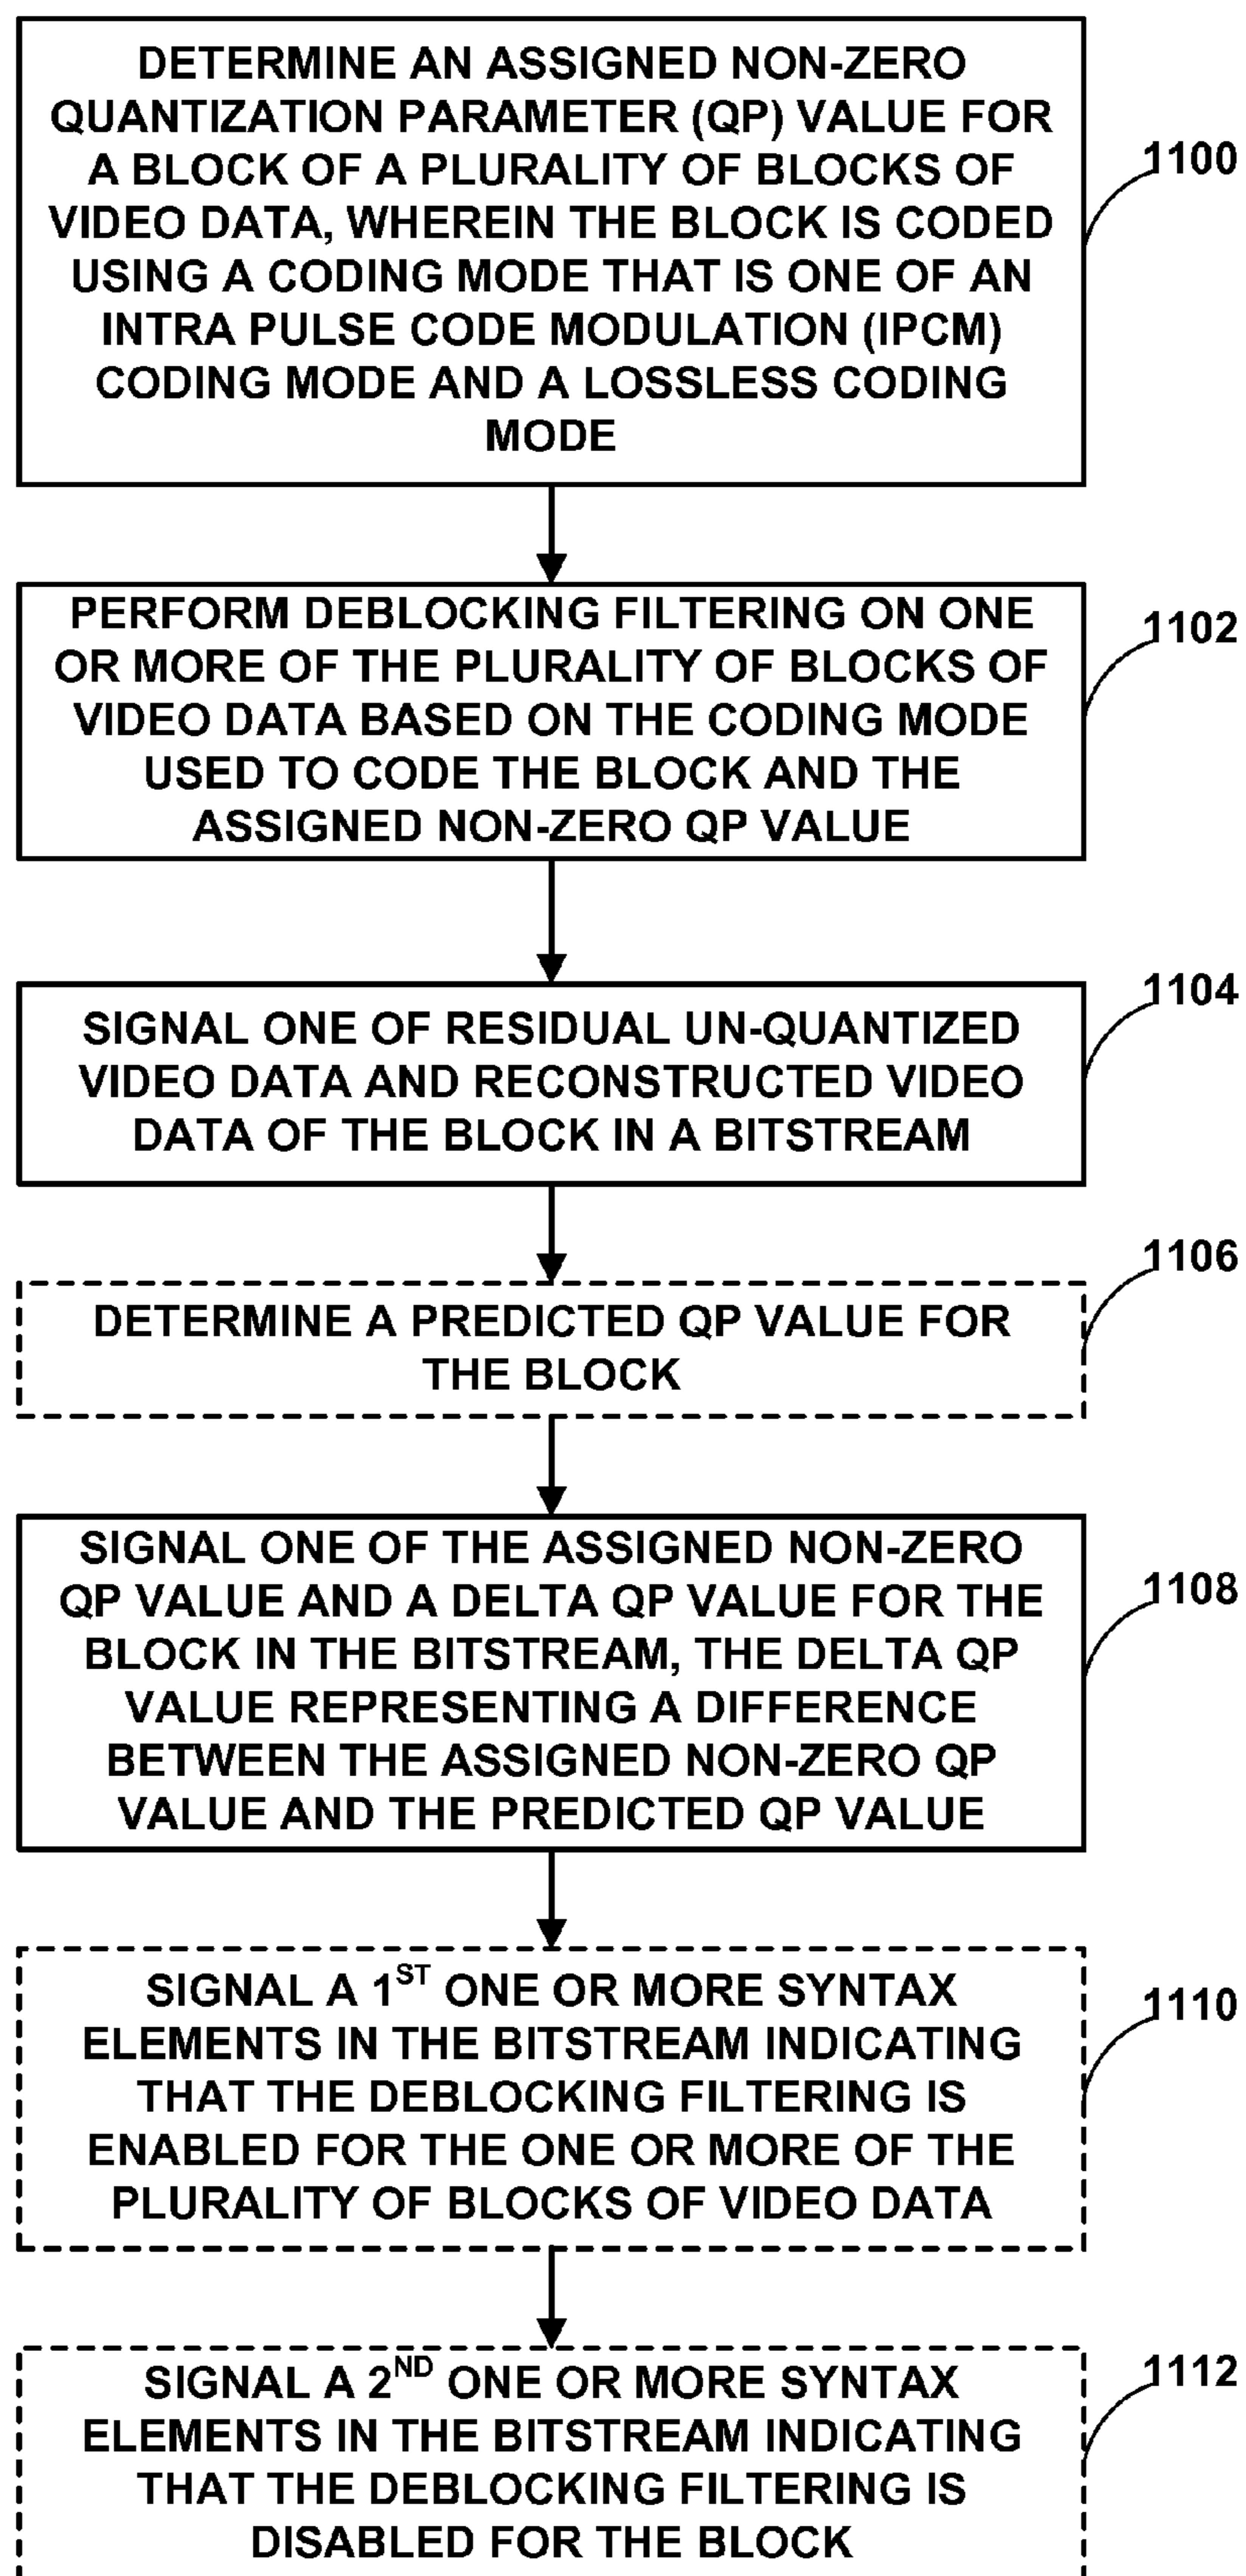 DETERMINE AN ASSIGNED NON-ZERO
QUANTIZATION PARAMETER (QP) VALUE FOR
A BLOCK OF A PLURALITY OF BLOCKS OF
VIDEO DATA, WHEREIN THE BLOCK IS CODED
USING A CODING MODE THAT IS ONE OF AN
INTRA PULSE CODE MODULATION (IPCM)
CODING MODE AND A LOSSLESS CODING
MODE
1100
PERFORM DEBLOCKING FILTERING ON ONE
OR MORE OF THE PLURALITY OF BLOCKS OF
VIDEO DATA BASED ON THE CODING MODE
USED TO CODE THE BLOCK AND THE
ASSIGNED NON-ZERO QP VALUE
1102
SIGNAL ONE OF RESIDUAL UN-QUANTIZED
VIDEO DATA AND RECONSTRUCTED VIDEO
DATA OF THE BLOCK IN A BITSTREAM
1104
DETERMINE A PREDICTED QP VALUE FOR
THE BLOCK
1106
SIGNAL ONE OF THE ASSIGNED NON-ZERO
QP VALUE AND A DELTA QP VALUE FOR THE
BLOCK IN THE BITSTREAM, THE DELTA QP
VALUE REPRESENTING A DIFFERENCE
BETWEEN THE ASSIGNED NON-ZERO QP
VALUE AND THE PREDICTED QP VALUE
1108
SIGNAL A 1ST ONE OR MORE SYNTAX
ELEMENTS IN THE BITSTREAM INDICATING
THAT THE DEBLOCKING FILTERING IS
ENABLED FOR THE ONE OR MORE OF THE
PLURALITY OF BLOCKS OF VIDEO DATA
1110
SIGNAL A 2ND ONE OR MORE SYNTAX
ELEMENTS IN THE BITSTREAM INDICATING
THAT THE DEBLOCKING FILTERING IS
DISABLED FOR THE BLOCK
1112